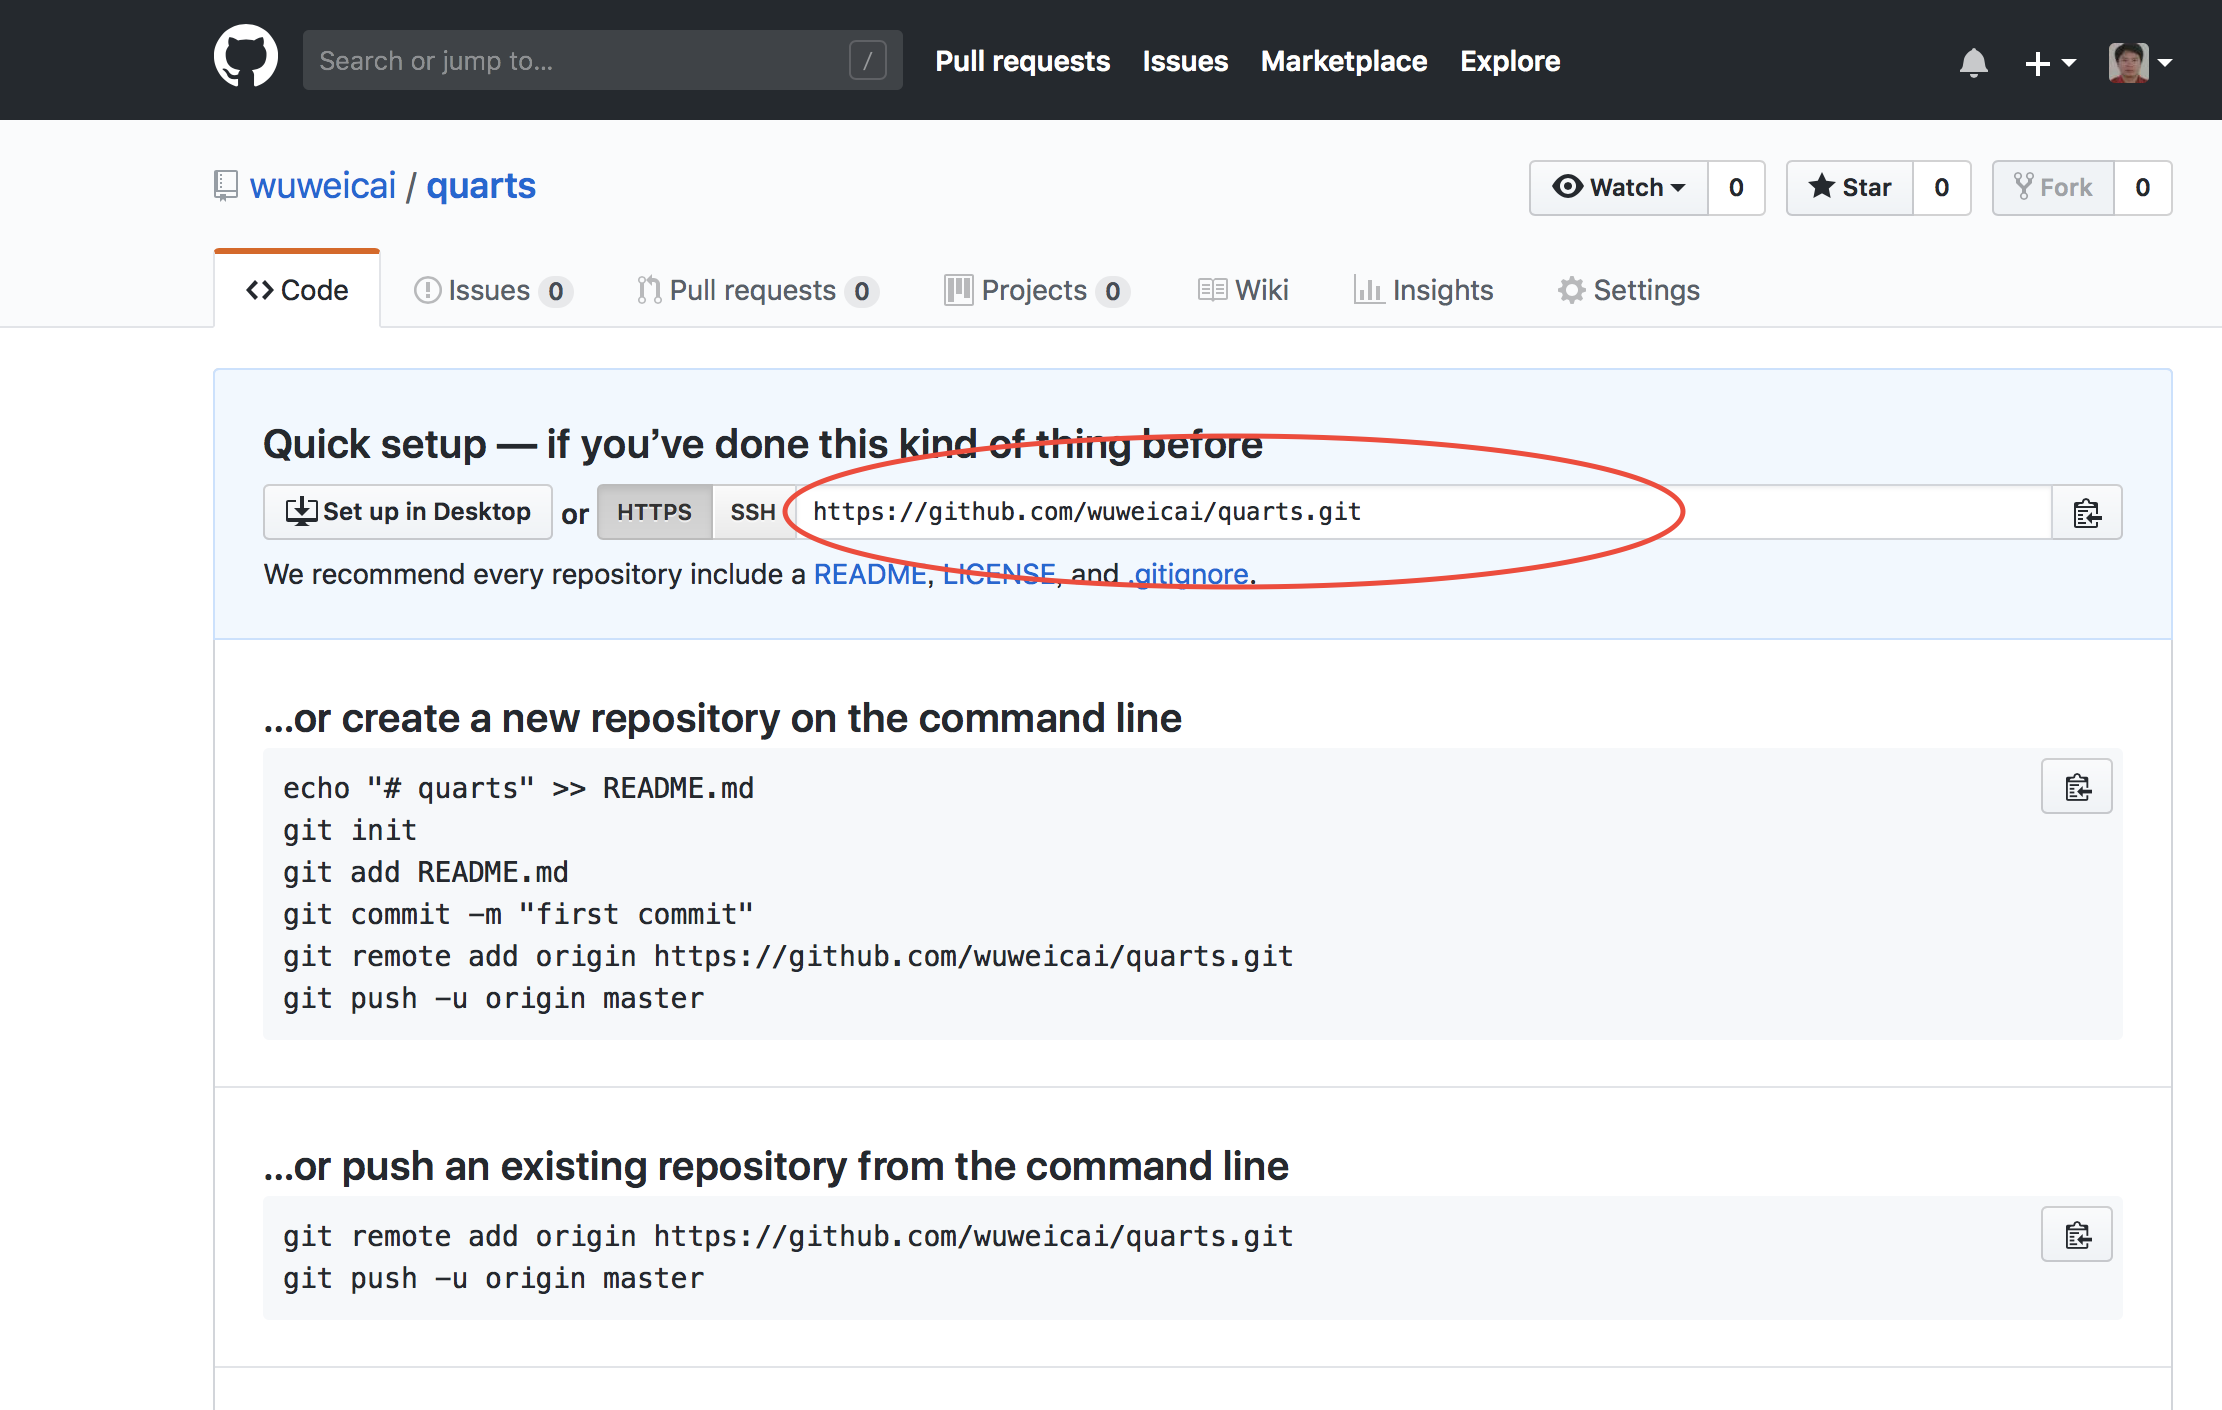 Search or jump to... /
Pull requests Issues Marketplace Explore
wuweicai / quarts
Watch 0 Star 0 Fork 0
Code Issues 0 Pull requests 0 Projects 0 Wiki Insights Settings
Quick setup — if you’ve done this kind of thing before
Set up in Desktop or HTTPS SSH https://github.com/wuweicai/quarts.git
We recommend every repository include a README, LICENSE, and .gitignore.
…or create a new repository on the command line
echo "# quarts" >> README.md
git init
git add README.md
git commit -m "first commit"
git remote add origin https://github.com/wuweicai/quarts.git
git push -u origin master
…or push an existing repository from the command line
git remote add origin https://github.com/wuweicai/quarts.git
git push -u origin master